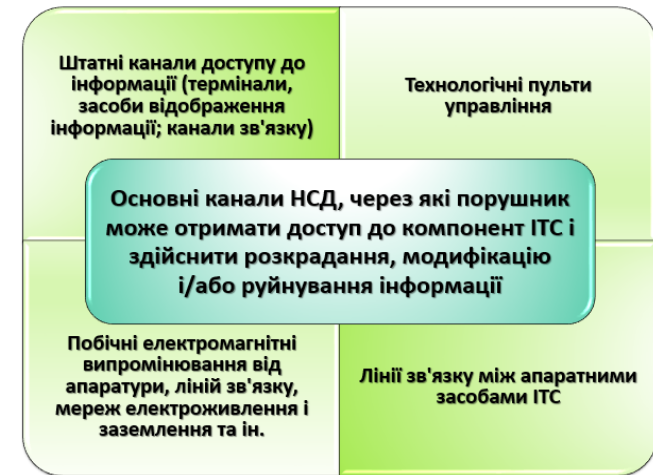 Штатні канали доступу до
інформації (термінали,
засоби відображення
інформації; канали зв'язку)
Технологічні пульти
управління
Основні канали НСД, через які порушник
може отримати доступ до компонент ІТС і
здійснити розкрадання, модифікацію
і/або руйнування інформації
Побічні електромагнітні
випромінювання від
апаратури, ліній зв'язку,
мереж електроживлення і
заземлення та ін.
Лінії зв'язку між апаратними
засобами ІТС